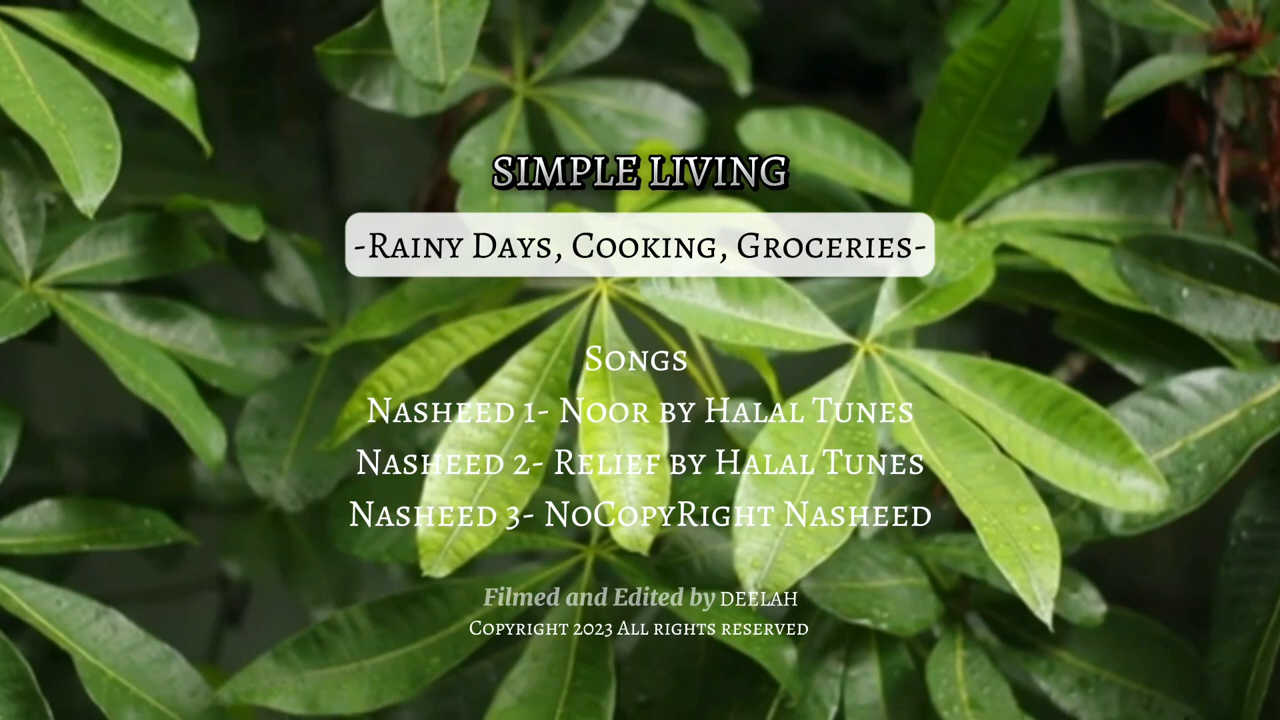 SIMPLE LIVING
-Rainy Days, Cooking, Groceries-
Songs
Nasheed 1- Noor by Halal Tunes
Nasheed 2- Relief by Halal Tunes
Nasheed 3- NoCopyRight Nasheed
Filmed and Edited by DEELAH
Copyright 2023 All rights reserved